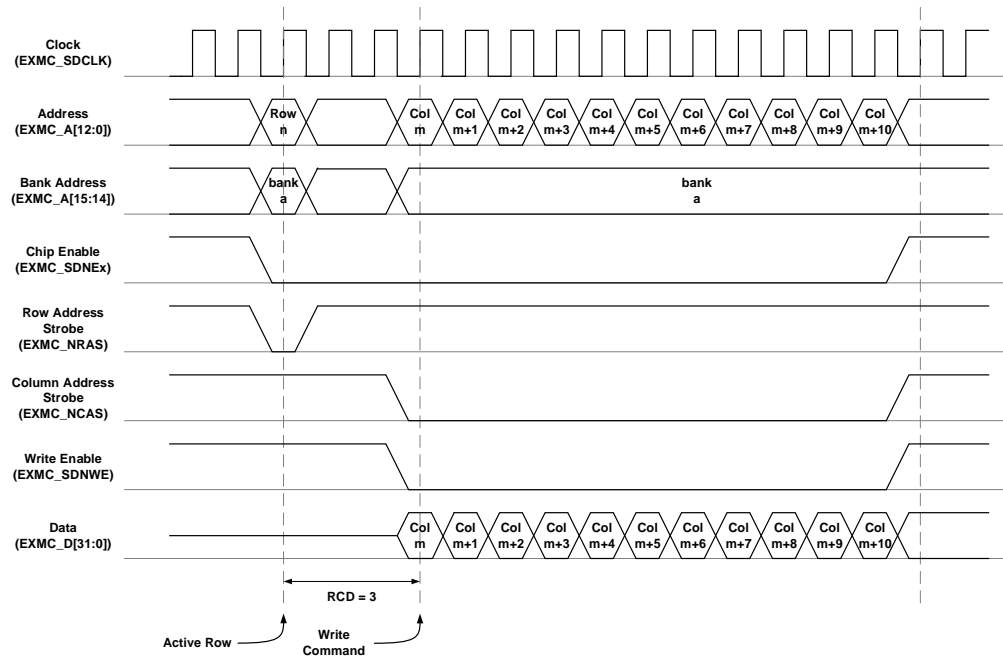 Clock
(EXMC_SDCLK)
Address
(EXMC_A[12:0])
Row
n
Col
m
Col
m+1
Col
m+2
Col
m+3
Col
m+4
Col
m+5
Col
m+6
Col
m+7
Col
m+8
Col
m+9
Col
m+10
Bank Address
(EXMC_A[15:14])
bank
a
bank
a
Chip Enable
(EXMC_SDNEx)
Row Address
Strobe
(EXMC_NRAS)
Column Address
Strobe
(EXMC_NCAS)
Write Enable
(EXMC_SDNWE)
Data
(EXMC_D[31:0])
Col
m
Col
m+1
Col
m+2
Col
m+3
Col
m+4
Col
m+5
Col
m+6
Col
m+7
Col
m+8
Col
m+9
Col
m+10
RCD = 3
Active Row
Write
Command